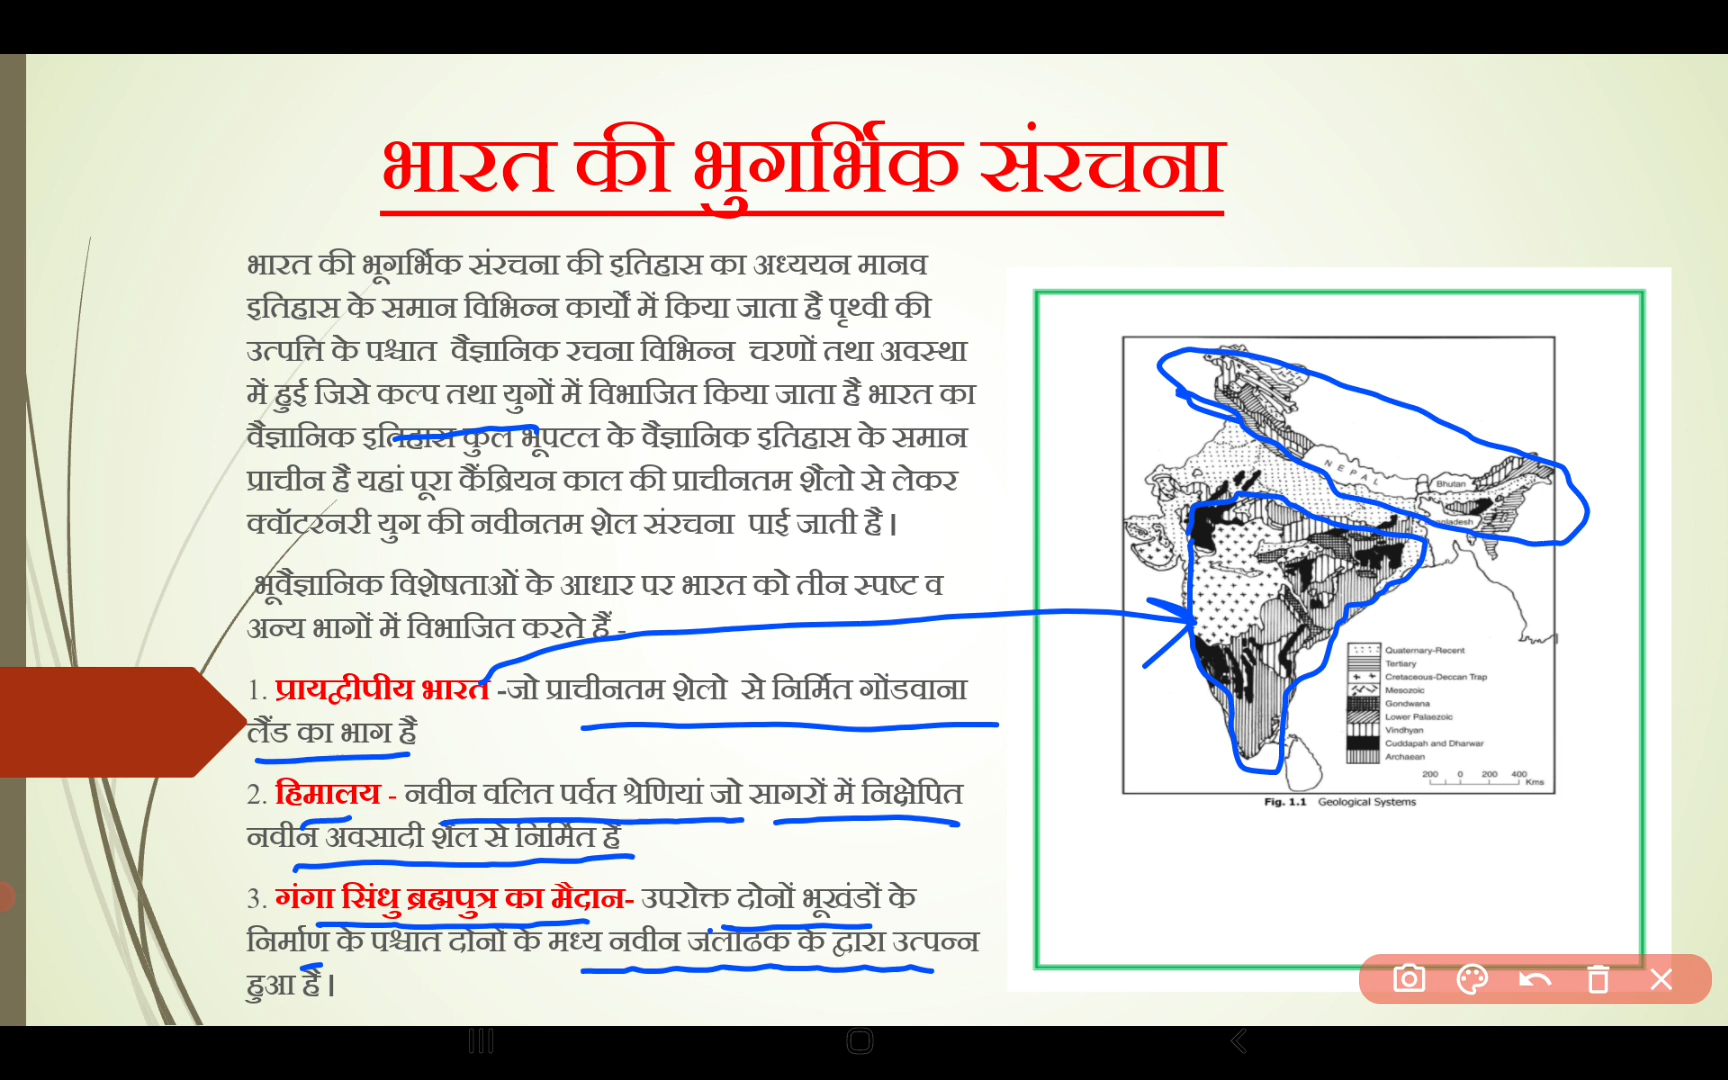 भारत की भुगर्भिक संरचना
भारत की भूगर्भिक संरचना की इतिहास का अध्ययन मानव
इतिहास के समान विभिन्न कार्यों में किया जाता है पृथ्वी की
उत्पत्ति के पश्चात वैज्ञानिक रचना विभिन्न चरणों तथा अवस्था
में हुई जिसे कल्प तथा युगों में विभाजित किया जाता है भारत का
वैज्ञानिक इतिहास कुल भूपटल के वैज्ञानिक इतिहास के समान
प्राचीन है यहां पूरा कैंब्रियन काल की प्राचीनतम शैलो से लेकर
क्वॉटरनरी युग की नवीनतम शेल संरचना पाई जाती है।
भूवैज्ञानिक विशेषताओं के आधार पर भारत को तीन स्पष्ट व
अन्य भागों में विभाजित करते हैं -
1. प्रायद्वीपीय भारत -जो प्राचीनतम शेलो से निर्मित गोंडवाना
लैंड का भाग है
2. हिमालय - नवीन वलित पर्वत श्रेणियां जो सागरों में निक्षेपित
नवीन अवसादी शैल से निर्मित है
3. गंगा सिंधु ब्रह्मपुत्र का मैदान- उपरोक्त दोनों भूखंडों के
निर्माण के पश्चात दोनो के मध्य नवीन जलोढक के द्वारा उत्पन्न
हुआ है।
NEPAL
Bhutan
Quaternary-Recent
Tertiary
Cretaceous-Deccan Trap
Mesozoic
Gondwana
Lower Palaezoic
Vindhyan
Cuddapah and Dharwar
Archaean
200 0 200 400
Kms
Fig. 1.1 Geological Systems